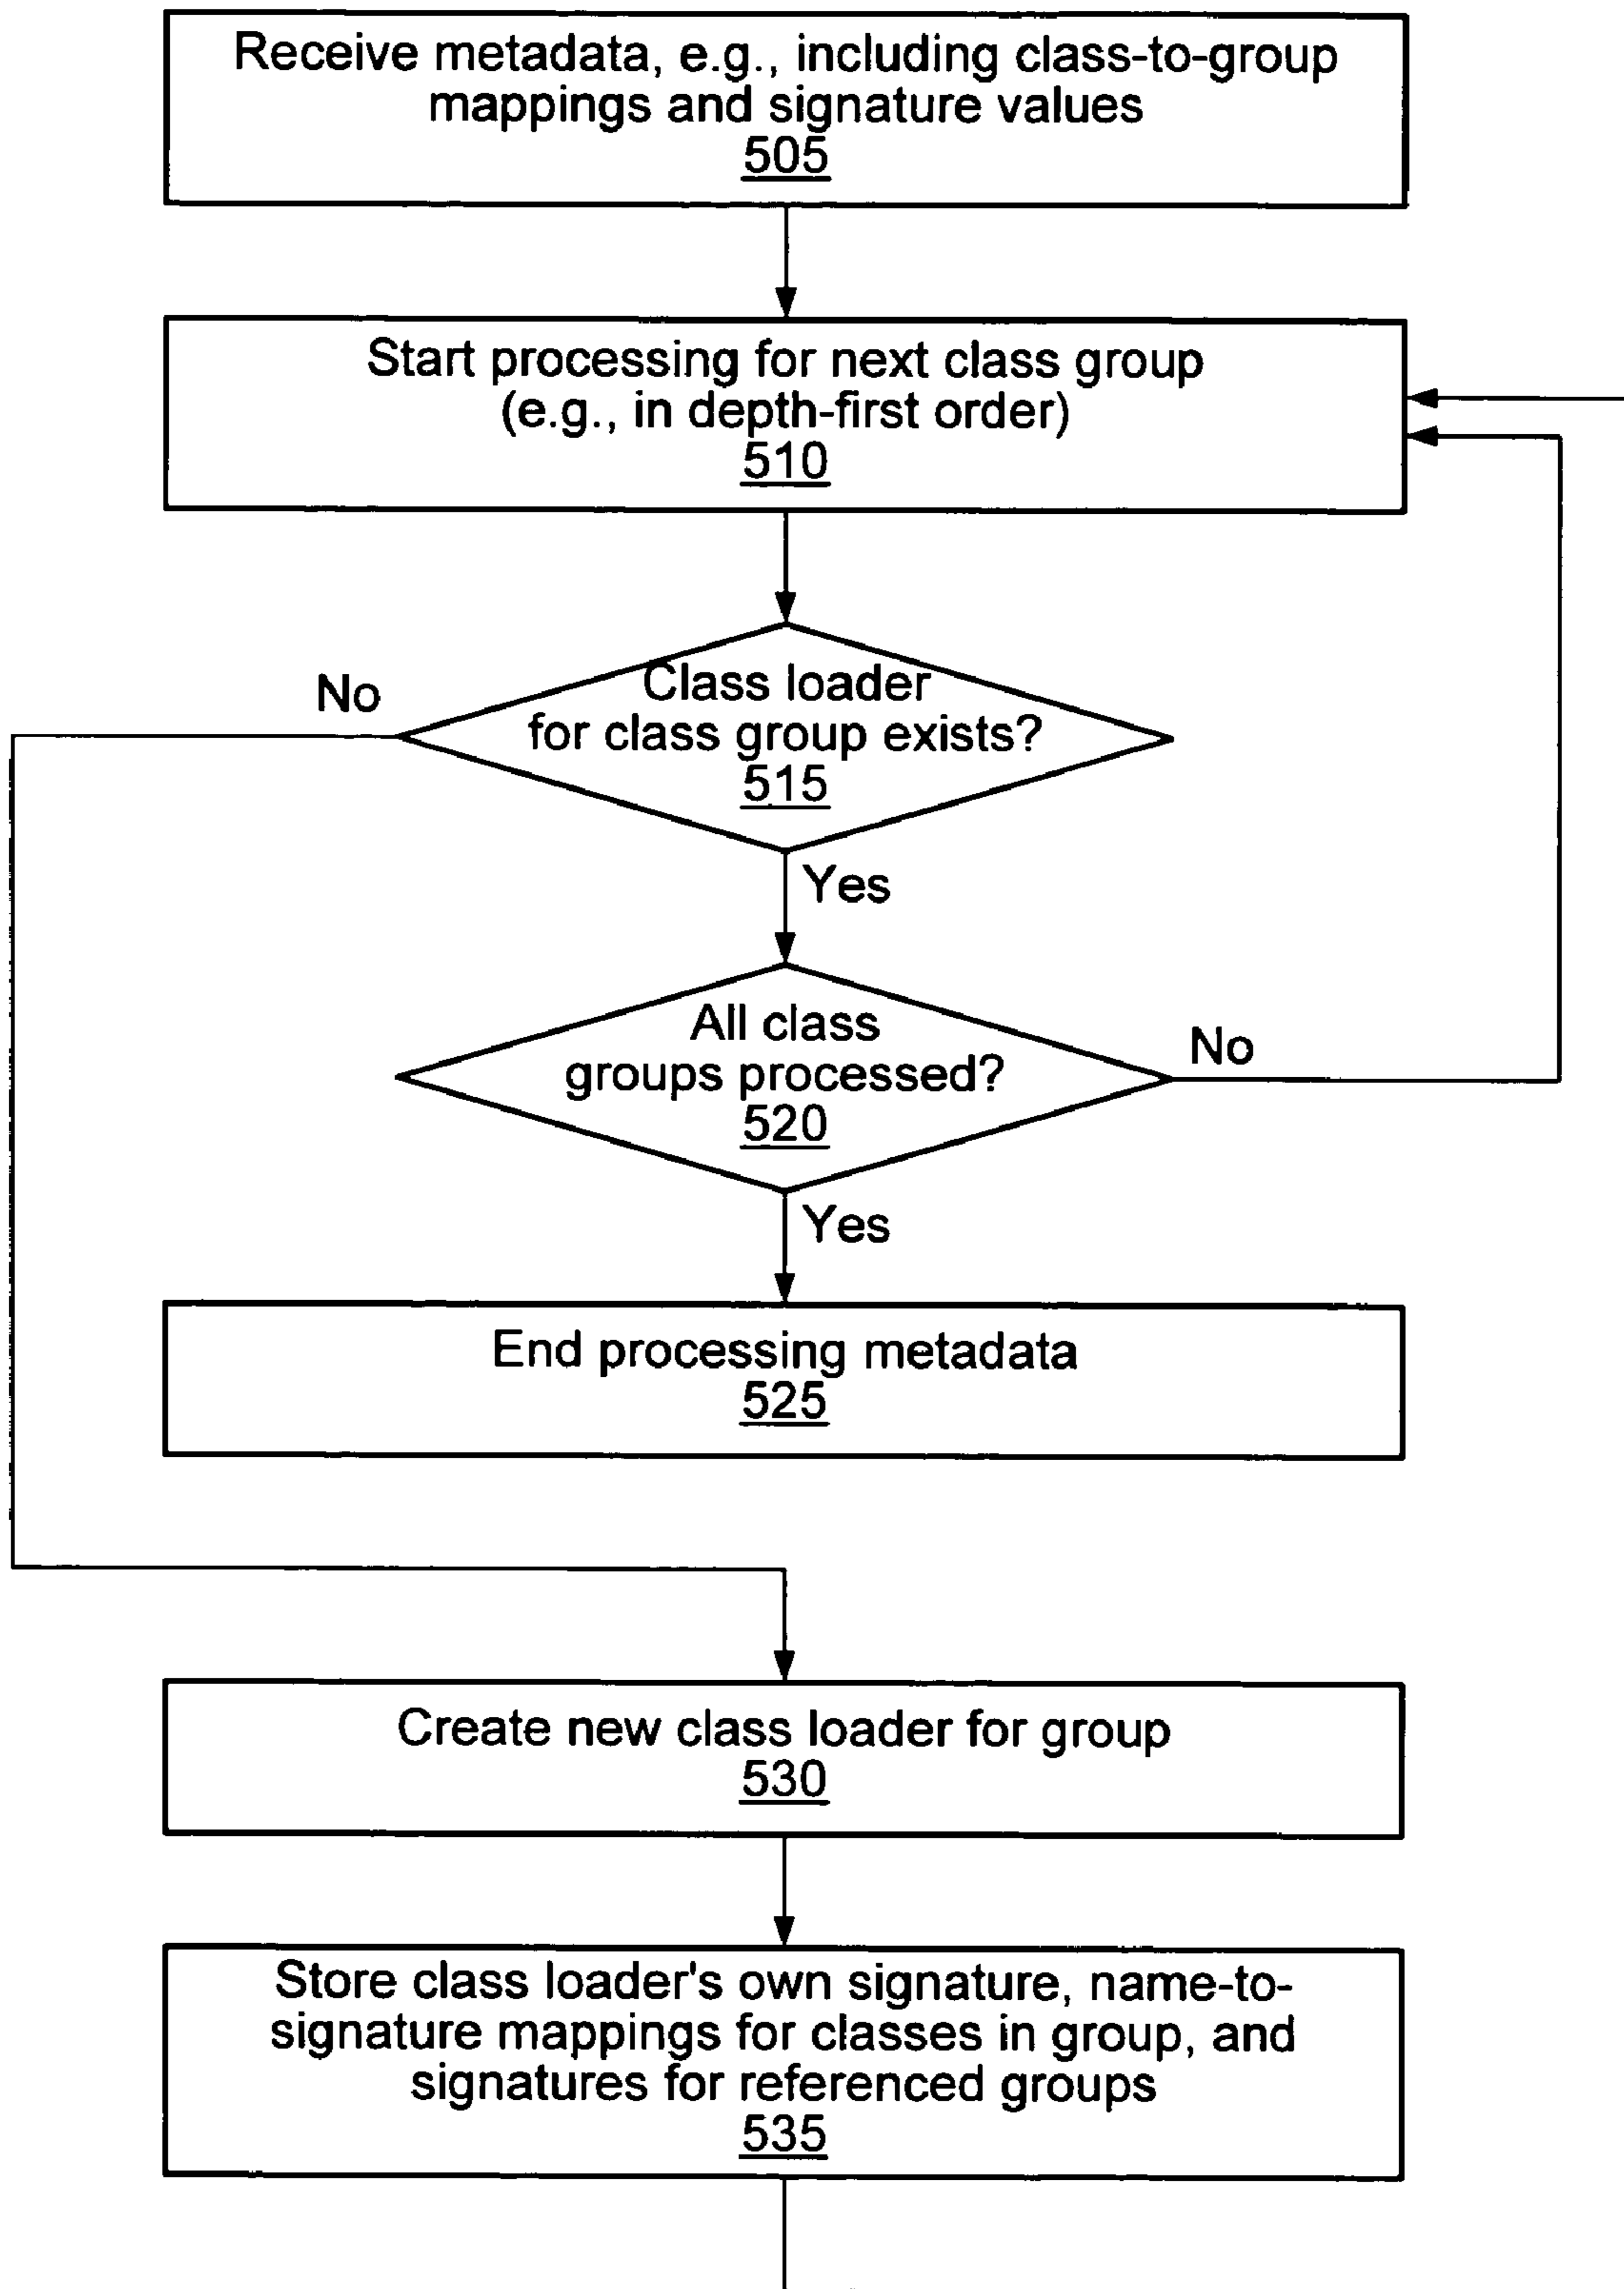 Receive metadata, e.g., including class-to-group
mappings and signature values
505
Start processing for next class group
(e.g., in depth-first order)
510
No
Class loader
for class group exists?
515
Yes
All class
groups processed?
520
No
Yes
End processing metadata
525
Create new class loader for group
530
Store class loader's own signature, name-to-
signature mappings for classes in group, and
signatures for referenced groups
535